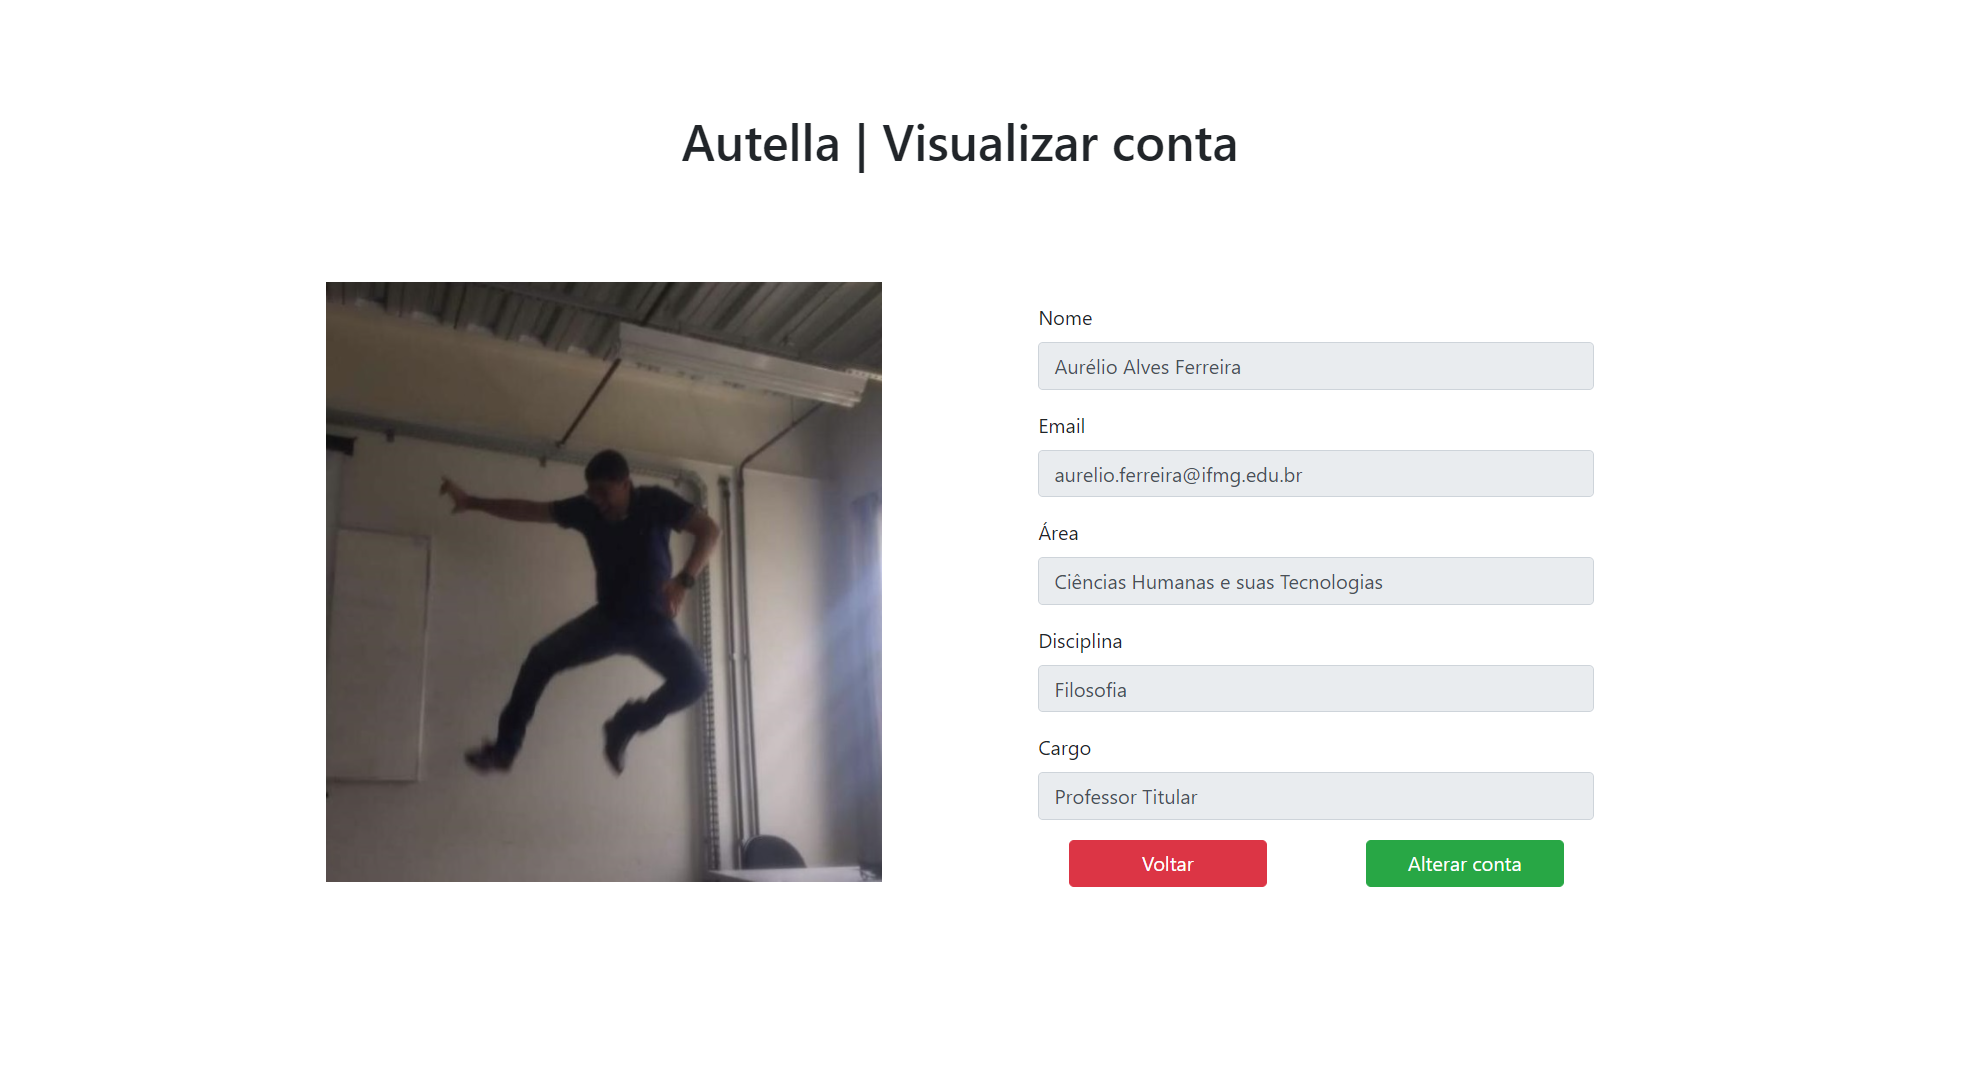 Autella | Visualizar conta
Nome
Aurélio Alves Ferreira
Email
aurelio.ferreira@ifmg.edu.br
Área
Ciências Humanas e suas Tecnologias
Disciplina
Filosofia
Cargo
Professor Titular
Voltar
Alterar conta